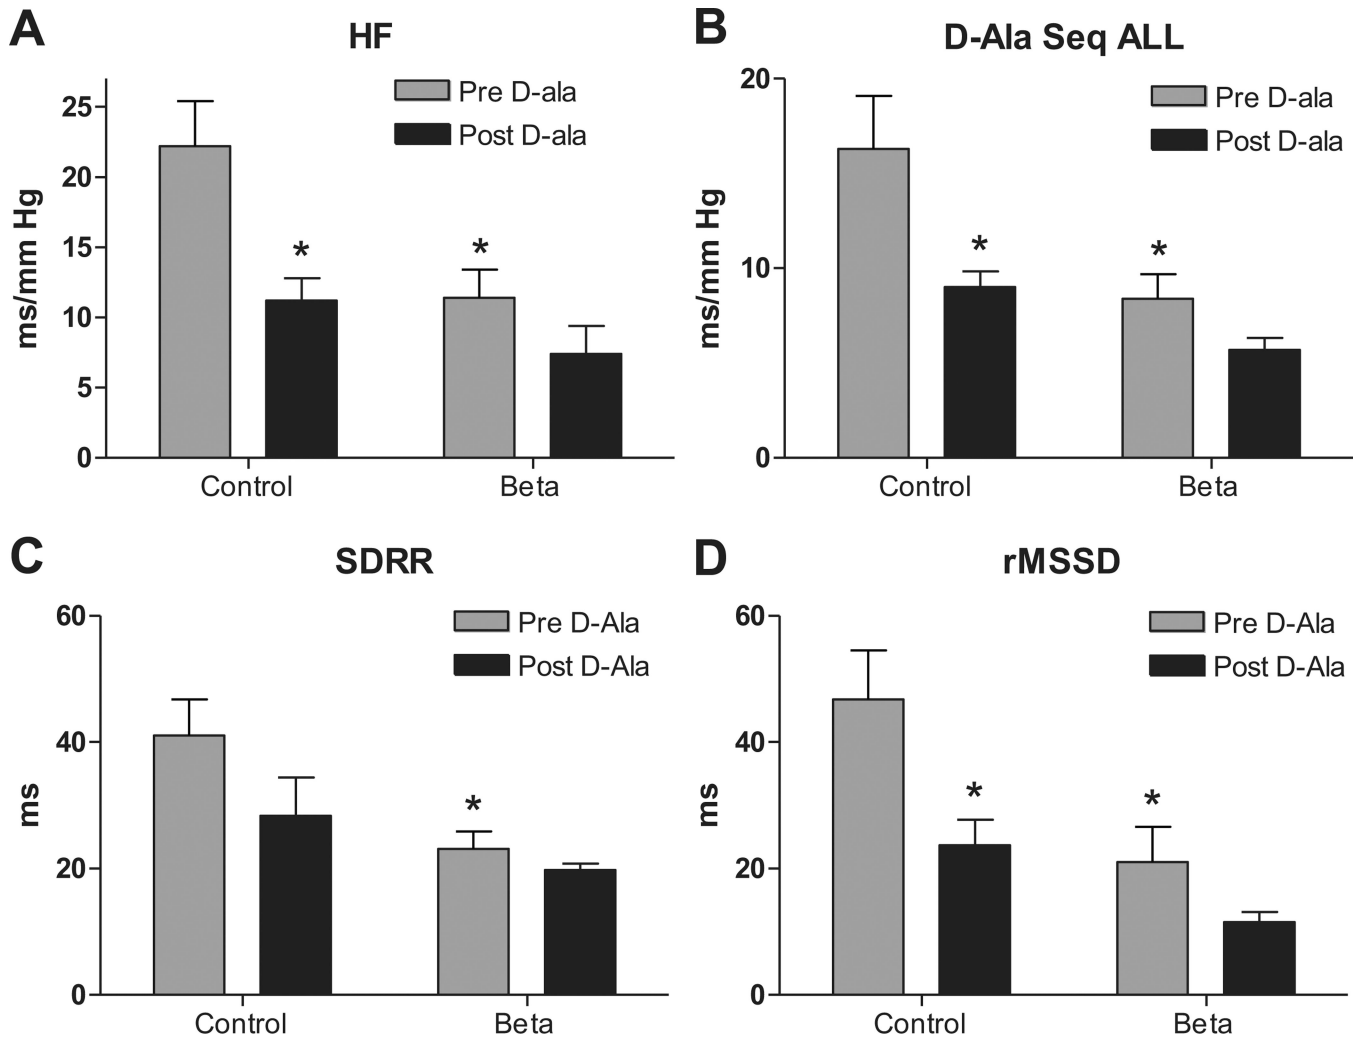 A
HF
Pre D-ala
Post D-ala
ms/mm Hg
25
20
15
10
5
0
*
*
Control
Beta
B
D-Ala Seq ALL
Pre D-ala
Post D-ala
ms/mm Hg
20
10
0
*
*
Control
Beta
C
SDRR
Pre D-Ala
Post D-Ala
ms
60
40
20
0
*
Control
Beta
D
rMSSD
Pre D-Ala
Post D-Ala
ms
60
40
20
0
*
*
Control
Beta